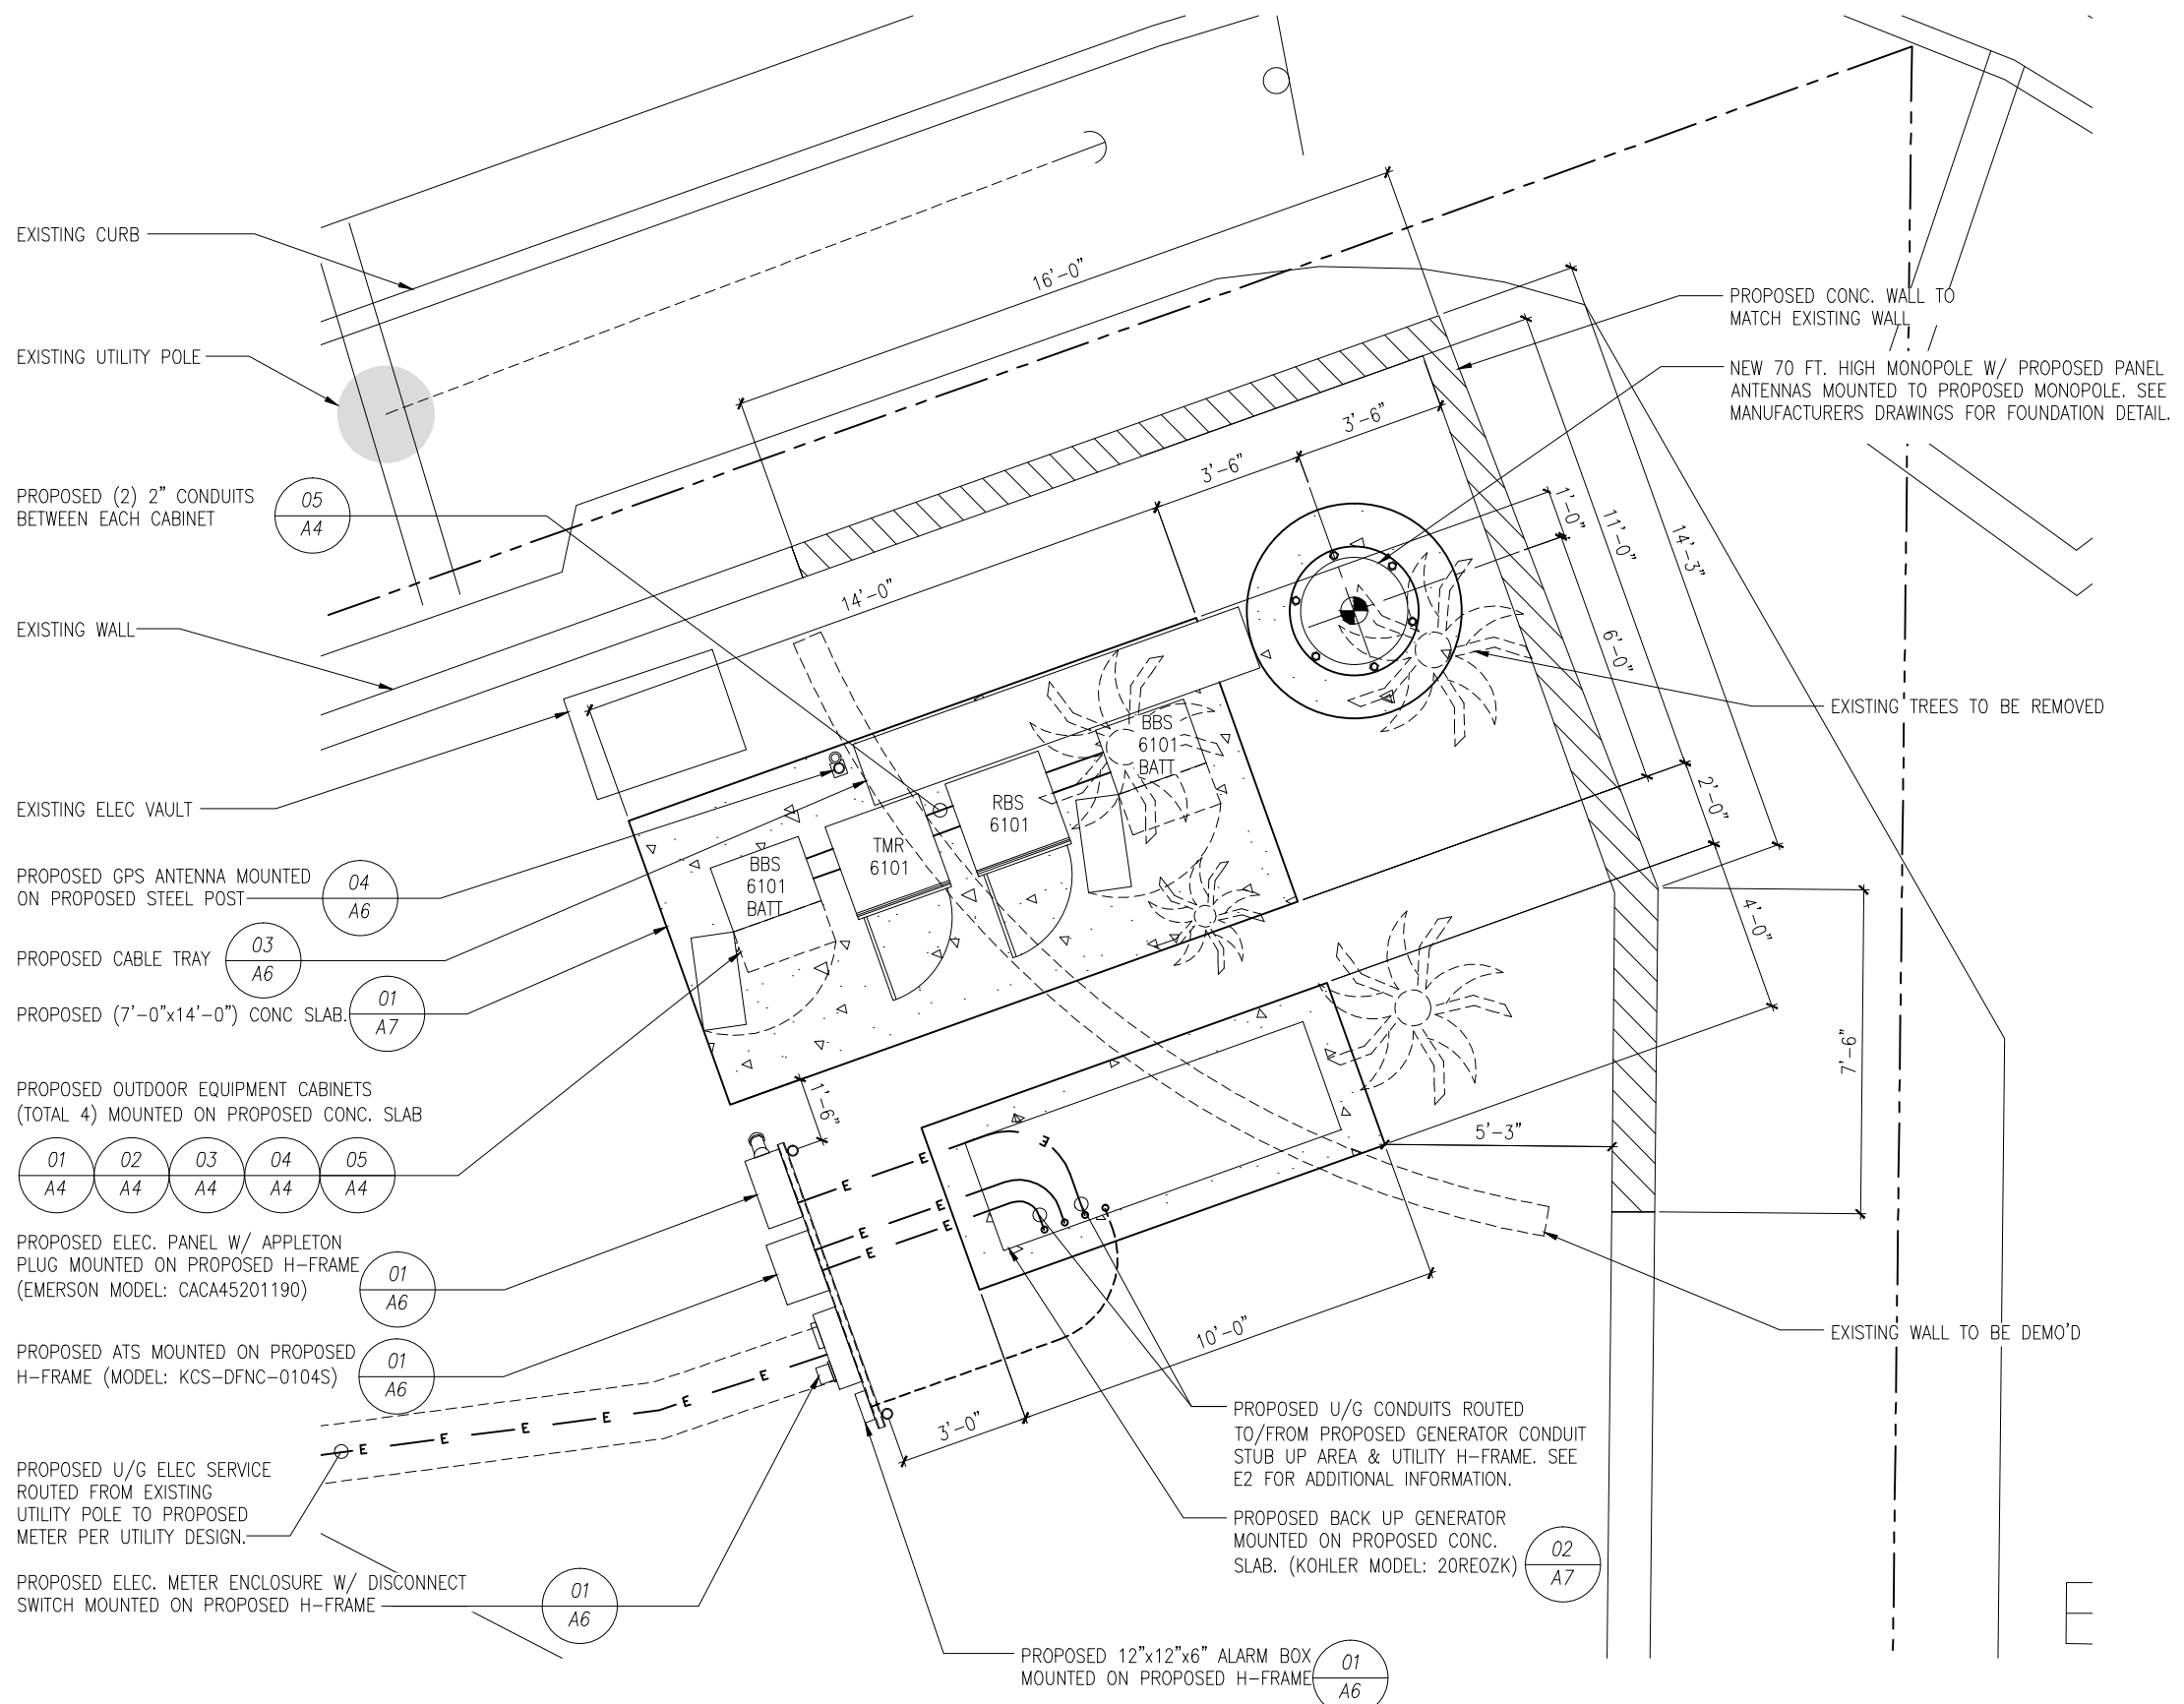 EXISTING CURB
EXISTING UTILITY POLE
PROPOSED (2) 2" CONDUITS
BETWEEN EACH CABINET
05
A4
EXISTING WALL
EXISTING ELEC VAULT
PROPOSED GPS ANTENNA MOUNTED
ON PROPOSED STEEL POST
04
A6
PROPOSED CABLE TRAY
03
A6
PROPOSED (7'-0"x14'-0") CONC SLAB.
01
A7
PROPOSED OUTDOOR EQUIPMENT CABINETS
(TOTAL 4) MOUNTED ON PROPOSED CONC. SLAB
01
A4
02
A4
03
A4
04
A4
05
A4
PROPOSED ELEC. PANEL W/ APPLETON
PLUG MOUNTED ON PROPOSED H-FRAME
(EMERSON MODEL: CACA45201190)
01
A6
PROPOSED ATS MOUNTED ON PROPOSED
H-FRAME (MODEL: KCS-DFNC-0104S)
01
A6
PROPOSED U/G ELEC SERVICE
ROUTED FROM EXISTING
UTILITY POLE TO PROPOSED
METER PER UTILITY DESIGN.
PROPOSED ELEC. METER ENCLOSURE W/ DISCONNECT
SWITCH MOUNTED ON PROPOSED H-FRAME
01
A6
16'-0"
14'-0"
3'-6"
3'-6"
1'-0"
11'-0"
14'-3"
6'-0"
2'-0"
4'-0"
7'-6"
5'-3"
1'-6"
10'-0"
3'-0"
BBS
6101
BATT
TMR
6101
RBS
6101
BBS
6101
BATT
E
E
E
E
E
E
E
E
E
E
E
E
PROPOSED CONC. WALL TO
MATCH EXISTING WALL
NEW 70 FT. HIGH MONOPOLE W/ PROPOSED PANEL
ANTENNAS MOUNTED TO PROPOSED MONOPOLE. SEE
MANUFACTURERS DRAWINGS FOR FOUNDATION DETAIL.
EXISTING TREES TO BE REMOVED
EXISTING WALL TO BE DEMO'D
PROPOSED U/G CONDUITS ROUTED
TO/FROM PROPOSED GENERATOR CONDUIT
STUB UP AREA & UTILITY H-FRAME. SEE
E2 FOR ADDITIONAL INFORMATION.
PROPOSED BACK UP GENERATOR
MOUNTED ON PROPOSED CONC.
SLAB. (KOHLER MODEL: 20REOZK)
02
A7
PROPOSED 12"x12"x6" ALARM BOX
MOUNTED ON PROPOSED H-FRAME
01
A6